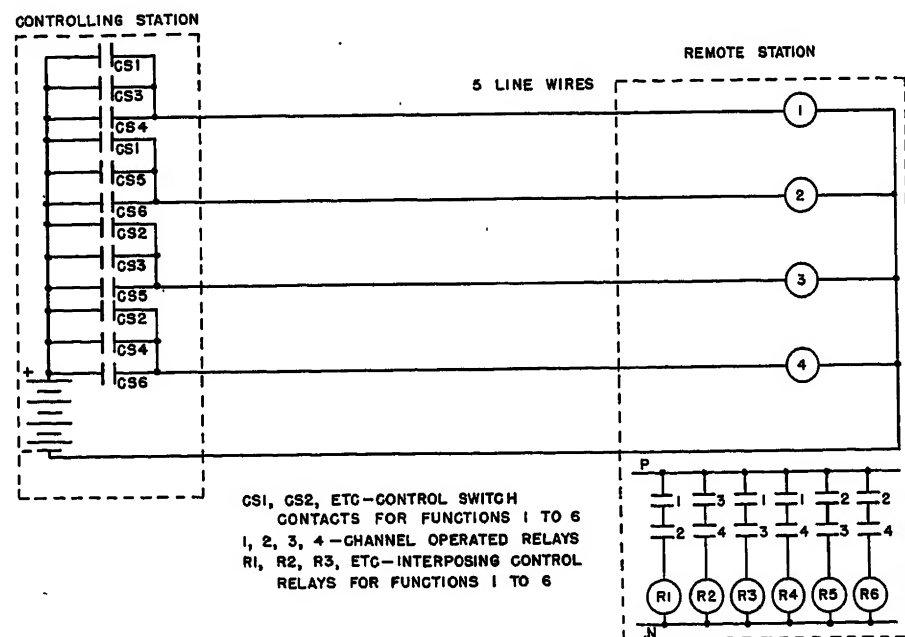 CONTROLLING STATION
CS1
CS3
CS4
CS1
CS5
CS6
CS2
CS3
CS5
CS2
CS4
CS6
+
-
5 LINE WIRES
REMOTE STATION
1
2
3
4
P
1 3 1 1 2 2
2 4 3 4 3 4
R1 R2 R3 R4 R5 R6
N
CS1, CS2, ETC-CONTROL SWITCH
CONTACTS FOR FUNCTIONS 1 TO 6
1, 2, 3, 4-CHANNEL OPERATED RELAYS
R1, R2, R3, ETC-INTERPOSING CONTROL
RELAYS FOR FUNCTIONS 1 TO 6